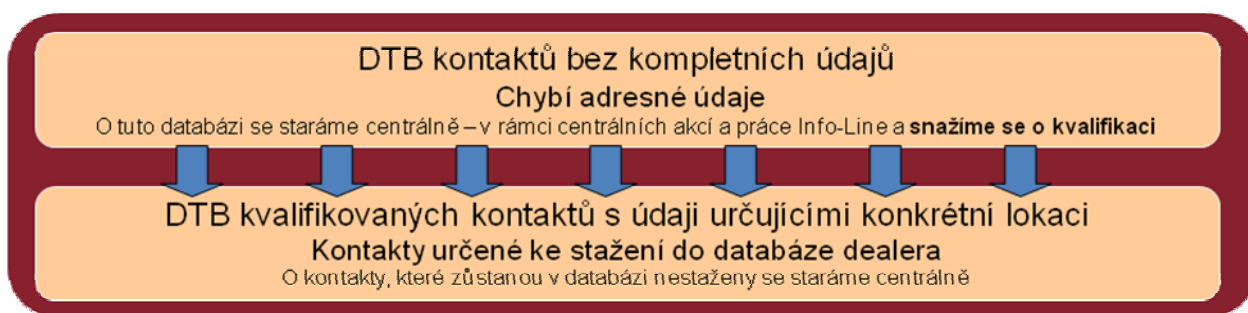 DTB kontaktů bez kompletních údajů
Chybí adresné údaje
O tuto databázi se staráme centrálně – v rámci centrálních akcí a práce Info-Line a snažíme se o kvalifikaci
DTB kvalifikovaných kontaktů s údaji určujícími konkrétní lokaci
Kontakty určené ke stažení do databáze dealera
O kontakty, které zůstanou v databázi nestaženy se staráme centrálně